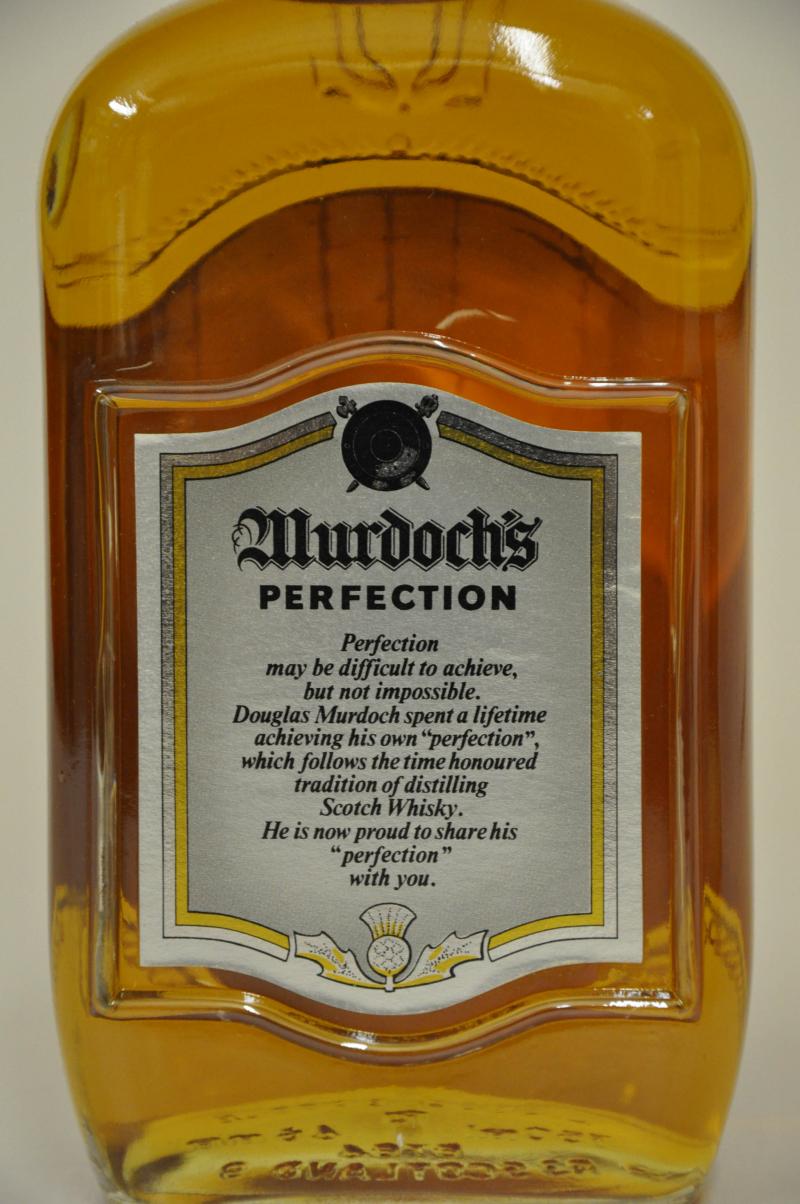 Murdoch's
PERFECTION
Perfection
may be difficult to achieve,
but not impossible.
Douglas Murdoch spent a lifetime
achieving his own “perfection”,
which follows the time honoured
tradition of distilling
Scotch Whisky.
He is now proud to share his
“perfection”
with you.